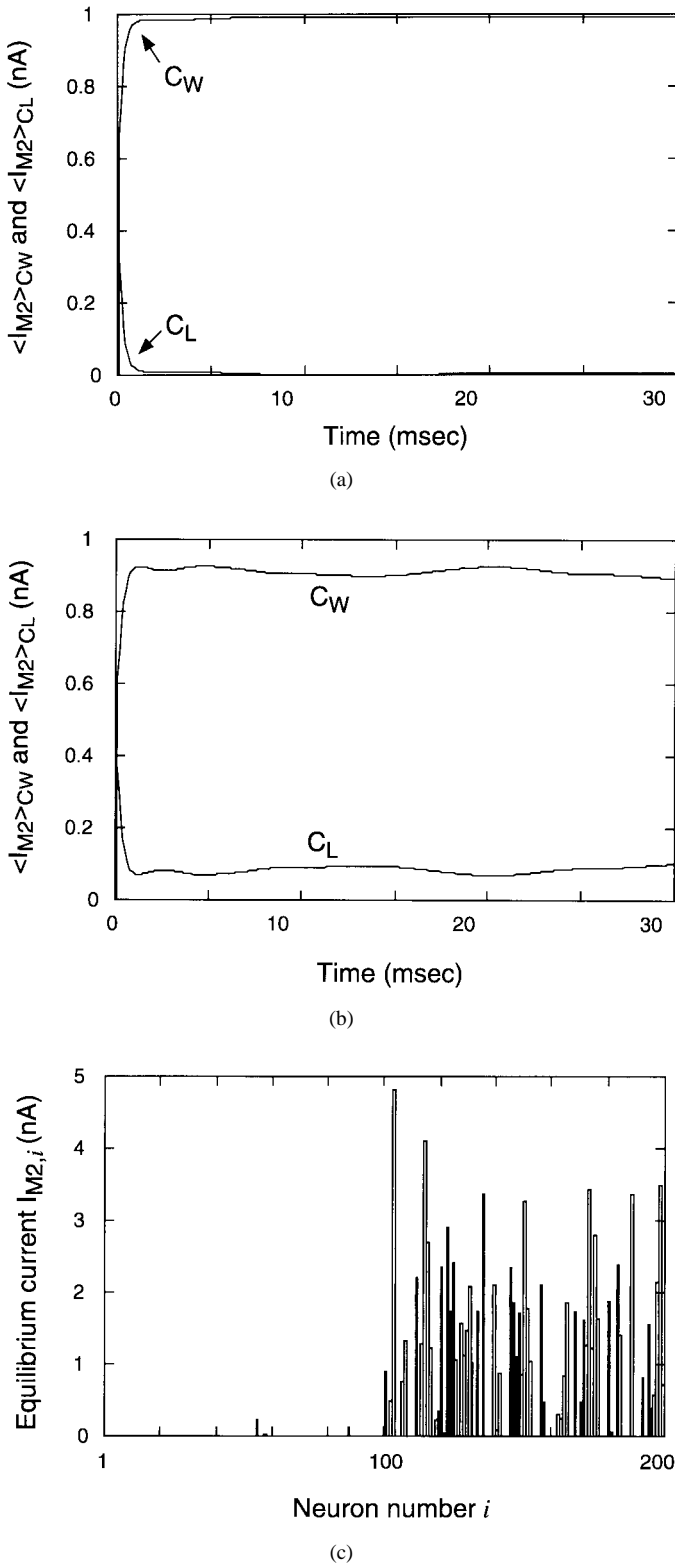 <I_M2>_CW and <I_M2>_CL (nA)
1
0.8
0.6
0.4
0.2
0
C_W
C_L
0 10 20 30
Time (msec)
(a)
<I_M2>_CW and <I_M2>_CL (nA)
1
0.8
0.6
0.4
0.2
0
C_W
C_L
0 10 20 30
Time (msec)
(b)
Equilibrium current I_M2,i (nA)
5
4
3
2
1
0
1 100 200
Neuron number i
(c)